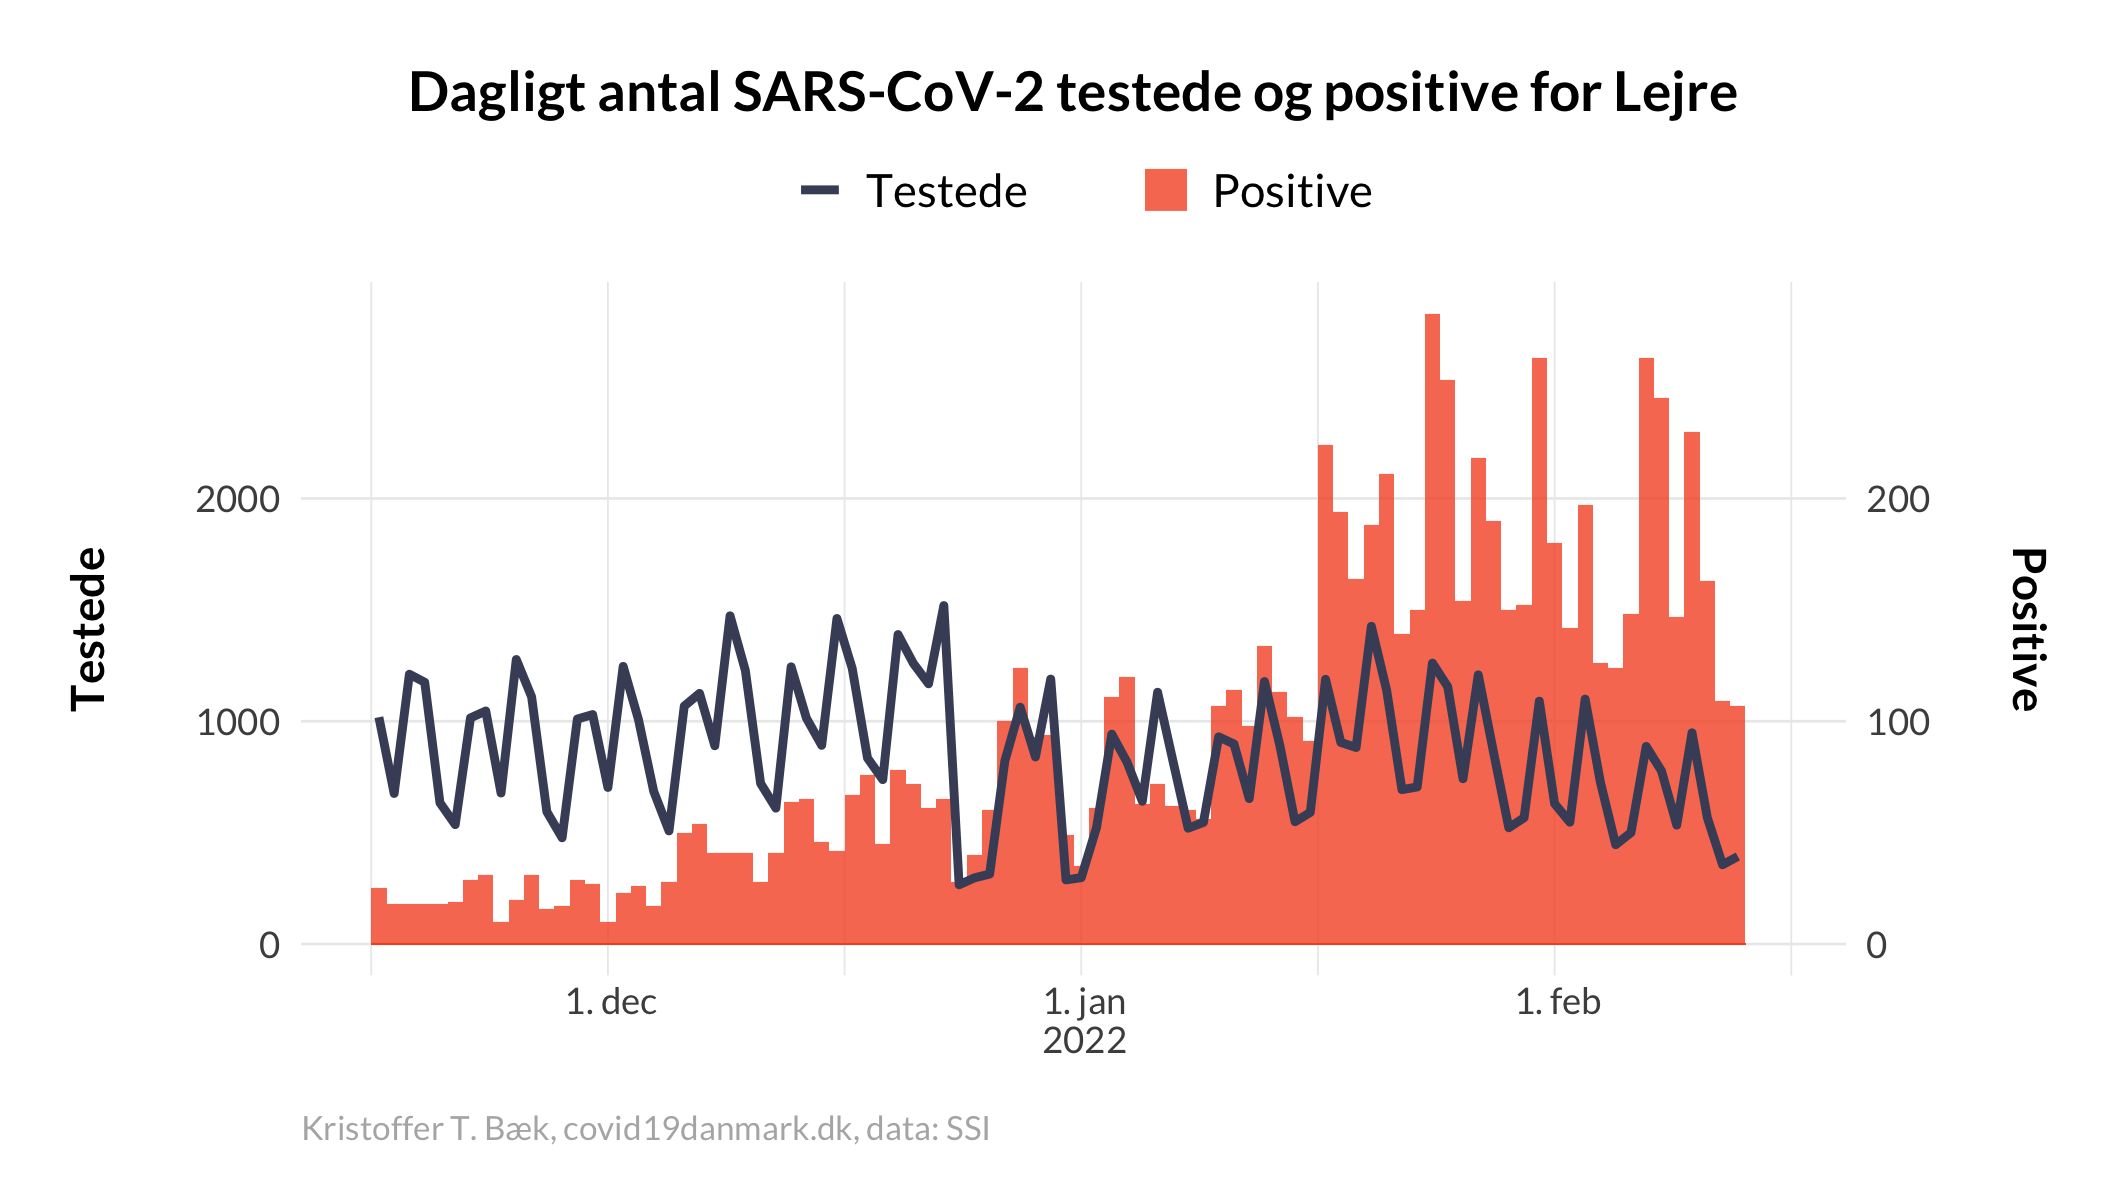 Dagligt antal SARS-CoV-2 testede og positive for Lejre
Testede
Positive
Testede
2000
1000
0
200
100
0
Positive
1. dec
1. jan
2022
1. feb
Kristoffer T. Bæk, covid19danmark.dk, data: SSI